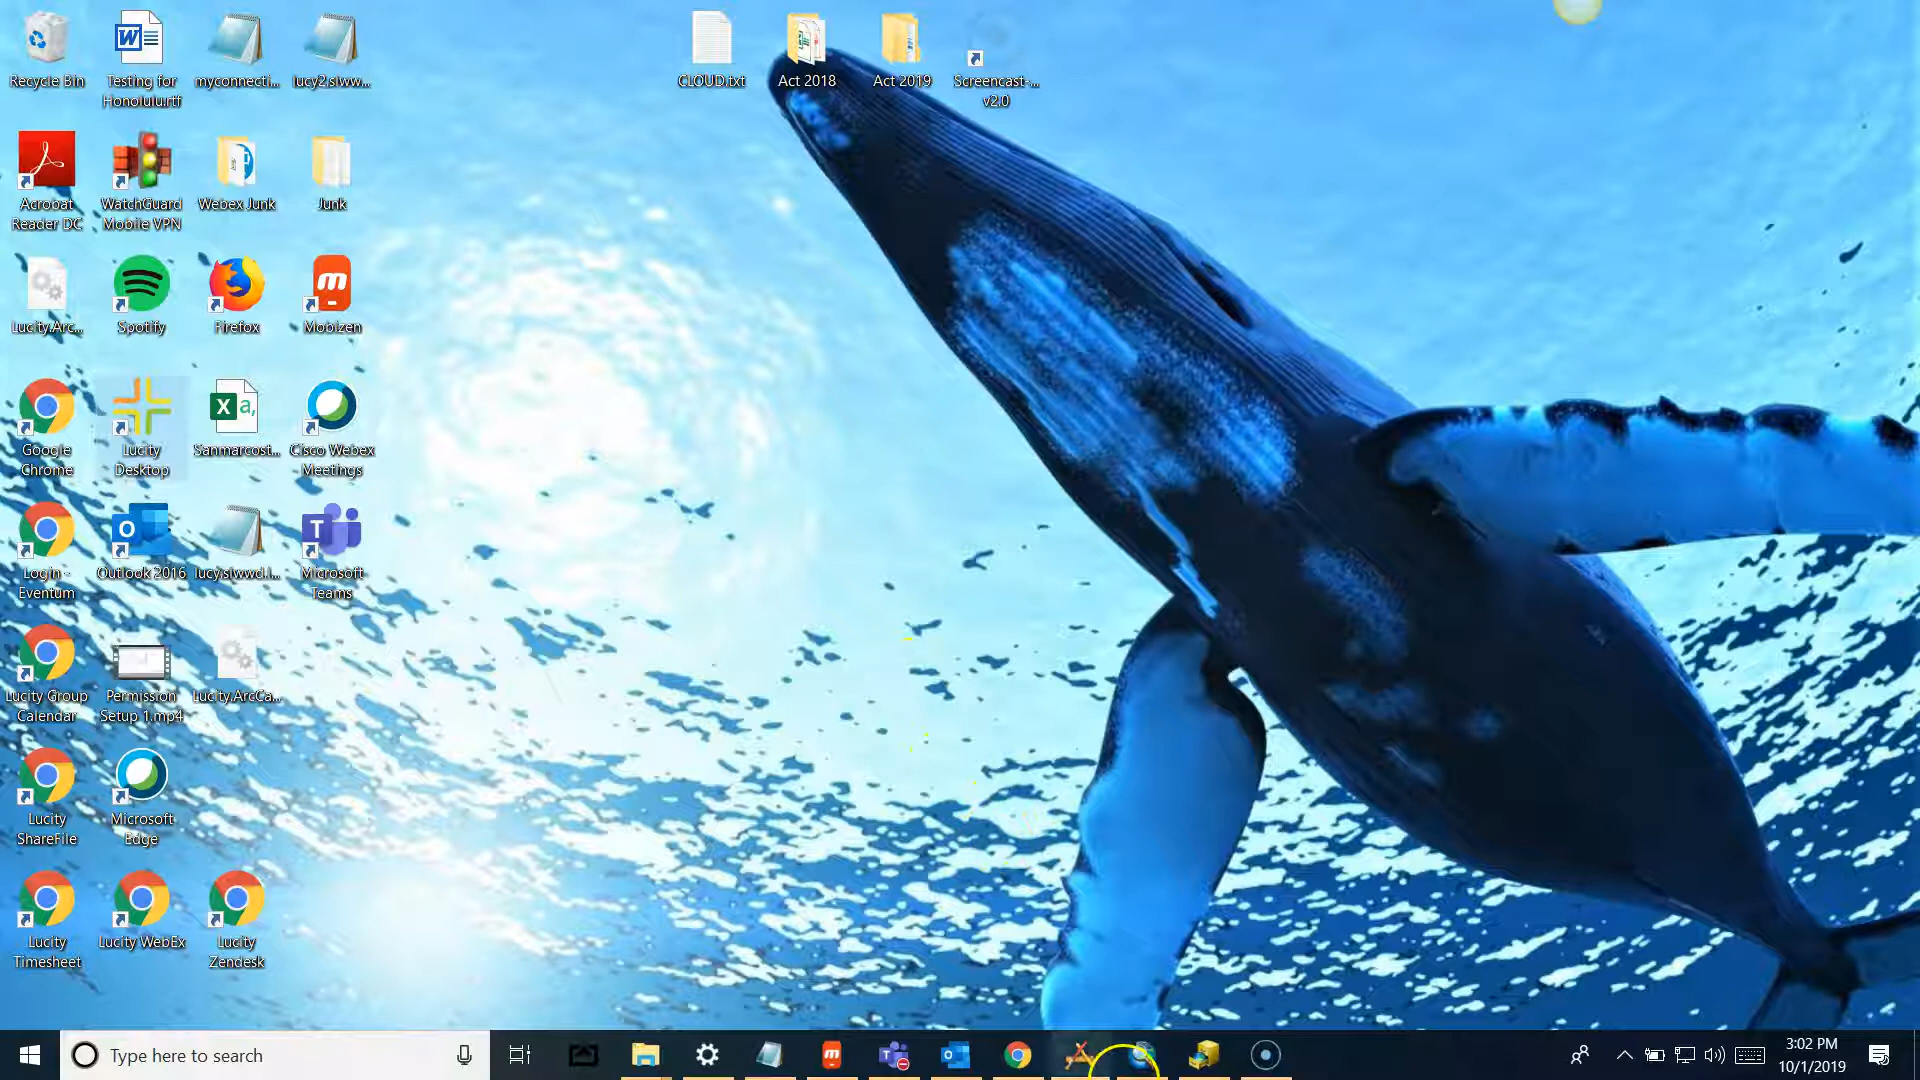 Recycle Bin
Testing for
Honolulu.rtf
myconnecti...
lucy2.slww...
CLOUD.txt
Act 2018
Act 2019
Screencast-...
v2.0
Acrobat
Reader DC
WatchGuard
Mobile VPN
Webex Junk
Junk
Lucity.Arc...
Spotify
Firefox
Mobizen
Google
Chrome
Lucity
Desktop
Sanmarcost...
Cisco Webex
Meetings
Login -
Eventum
Outlook 2016
lucy.slwwd.l...
Microsoft
Teams
Lucity Group
Calendar
Permission
Setup 1.mp4
Lucity.ArcCa...
Lucity
ShareFile
Microsoft
Edge
Lucity
Timesheet
Lucity WebEx
Lucity
Zendesk
Type here to search
3:02 PM
10/1/2019